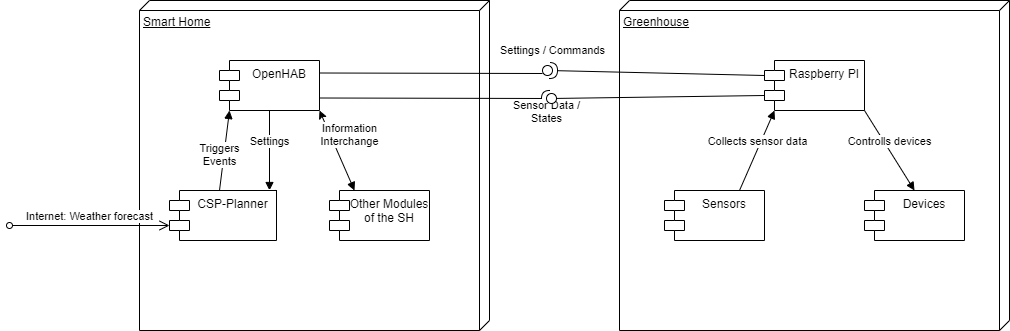 Smart Home
Greenhouse
Settings / Commands
OpenHAB
Raspberry PI
Sensor Data /
States
Information
Interchange
Settings
Triggers
Events
Collects sensor data
Controlls devices
CSP-Planner
Other Modules
of the SH
Sensors
Devices
Internet: Weather forecast